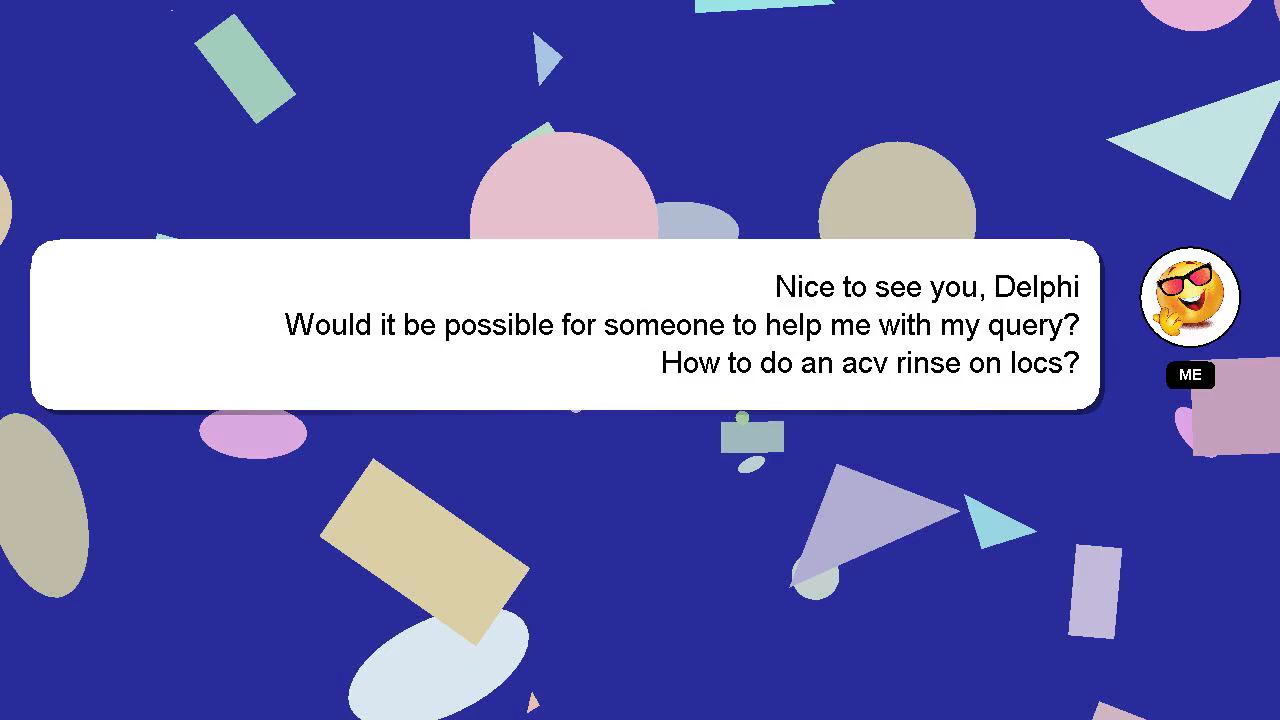 Nice to see you, Delphi
Would it be possible for someone to help me with my query?
How to do an acv rinse on locs?
ME